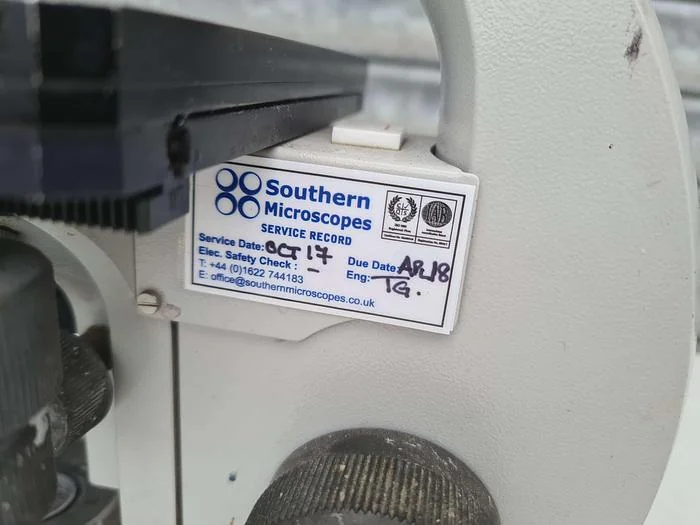 Southern
Microscopes
SERVICE RECORD
Service Date: OCT 17 Due Date: AP.18
Elec. Safety Check : – Eng: TG.
T: +44 (0)1622 744183
E: office@southernmicroscopes.co.uk